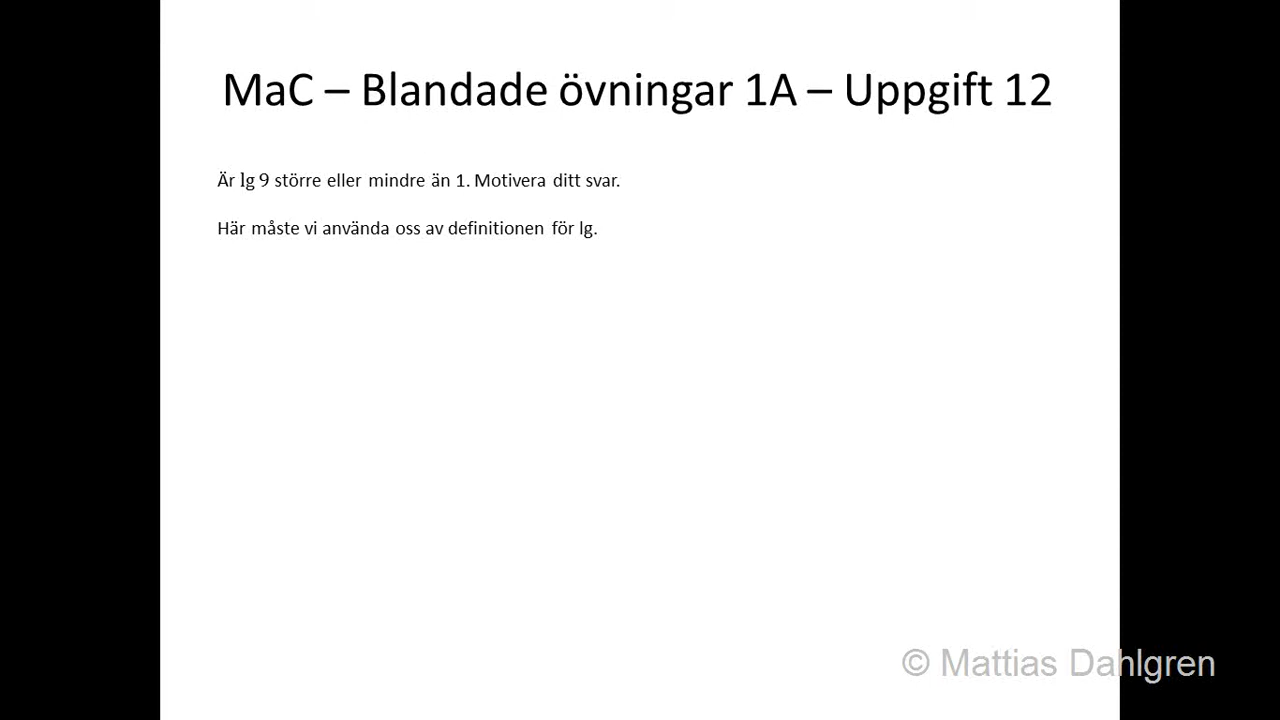 MaC – Blandade övningar 1A – Uppgift 12
Är lg 9 större eller mindre än 1. Motivera ditt svar.
Här måste vi använda oss av definitionen för lg.
© Mattias Dahlgren